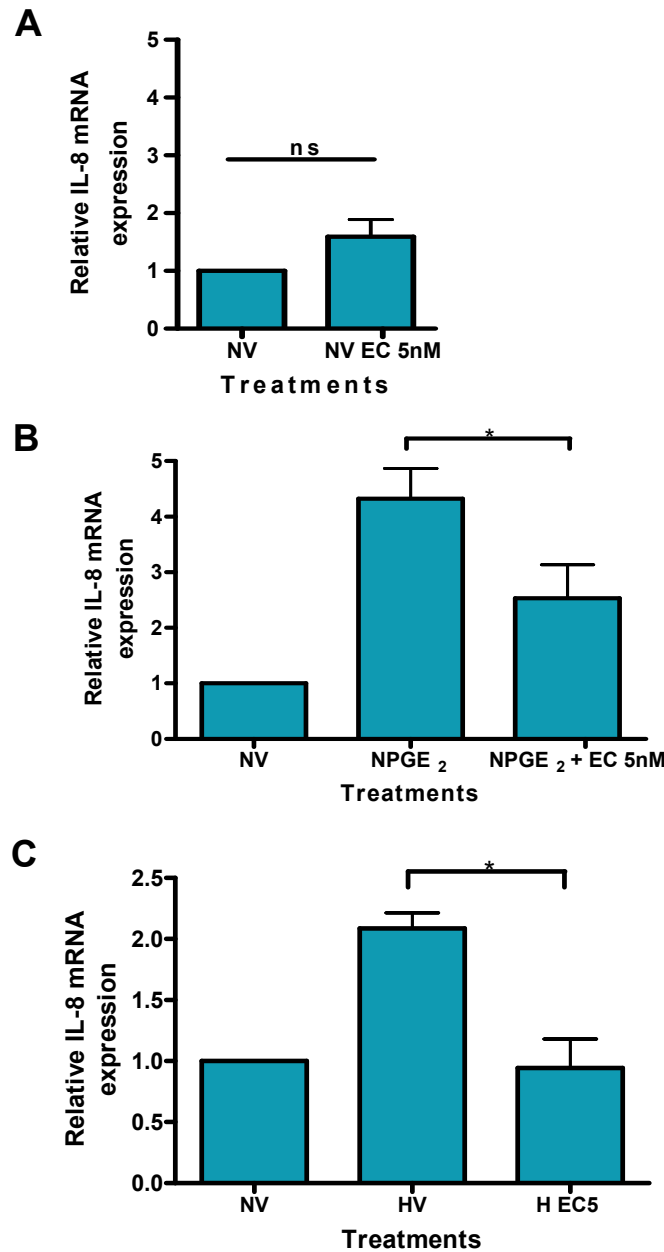 A
Relative IL-8 mRNA
expression
5
4
3
2
1
0
ns
NV
NV EC 5nM
Treatments
B
Relative IL-8 mRNA
expression
5
4
3
2
1
0
*
NV
NPGE 2
NPGE 2 + EC 5nM
Treatments
C
Relative IL-8 mRNA
expression
2.5
2.0
1.5
1.0
0.5
0.0
*
NV
HV
H EC5
Treatments